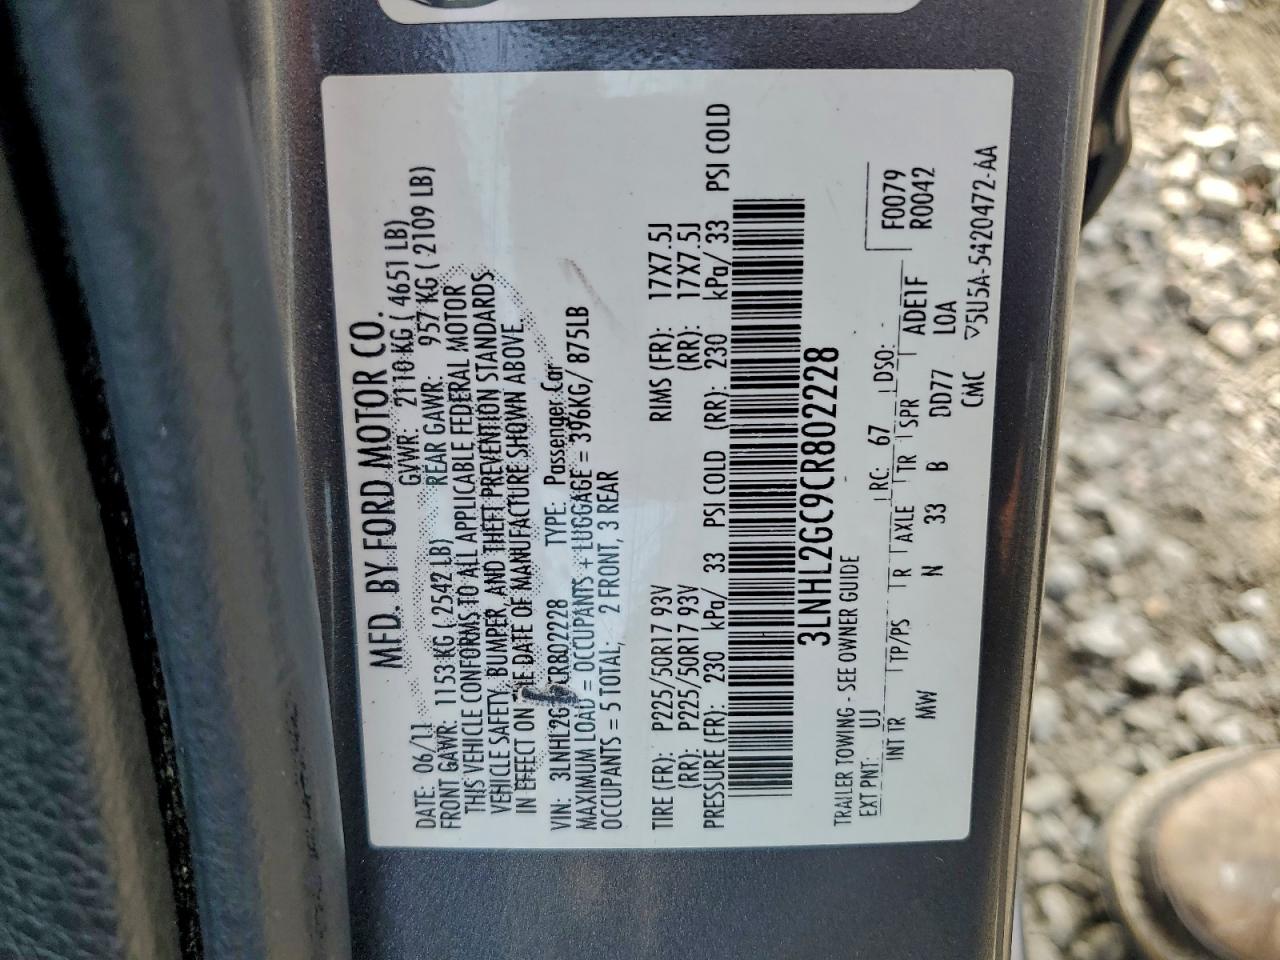 MFD. BY FORD MOTOR CO.
DATE: 06/11 GVWR: 2110 KG ( 4651 LB)
FRONT GAWR: 1153 KG ( 2542 LB) REAR GAWR: 957 KG ( 2109 LB)
THIS VEHICLE CONFORMS TO ALL APPLICABLE FEDERAL MOTOR
VEHICLE SAFETY, BUMPER, AND THEFT PREVENTION STANDARDS
IN EFFECT ON THE DATE OF MANUFACTURE SHOWN ABOVE.
VIN: 3LNHL2GC9CR802228 TYPE: Passenger Car
MAXIMUM LOAD = OCCUPANTS + LUGGAGE = 396KG/ 875LB
OCCUPANTS = 5 TOTAL, 2 FRONT, 3 REAR
TIRE (FR): P225/50R17 93V RIMS (FR): 17X7.5J
(RR): P225/50R17 93V (RR): 17X7.5J
PRESSURE (FR): 230 kPa/ 33 PSI COLD (RR): 230 kPa/ 33 PSI COLD
3LNHL2GC9CR802228
TRAILER TOWING - SEE OWNER GUIDE
EXT PNT: UJ RC: 67 DSO: F0079
INT TR TP/PS R AXLE TR SPR ADE1F R0042
MW N 33 B DD77 LOA
CMC ▽5U5A-5420472-AA